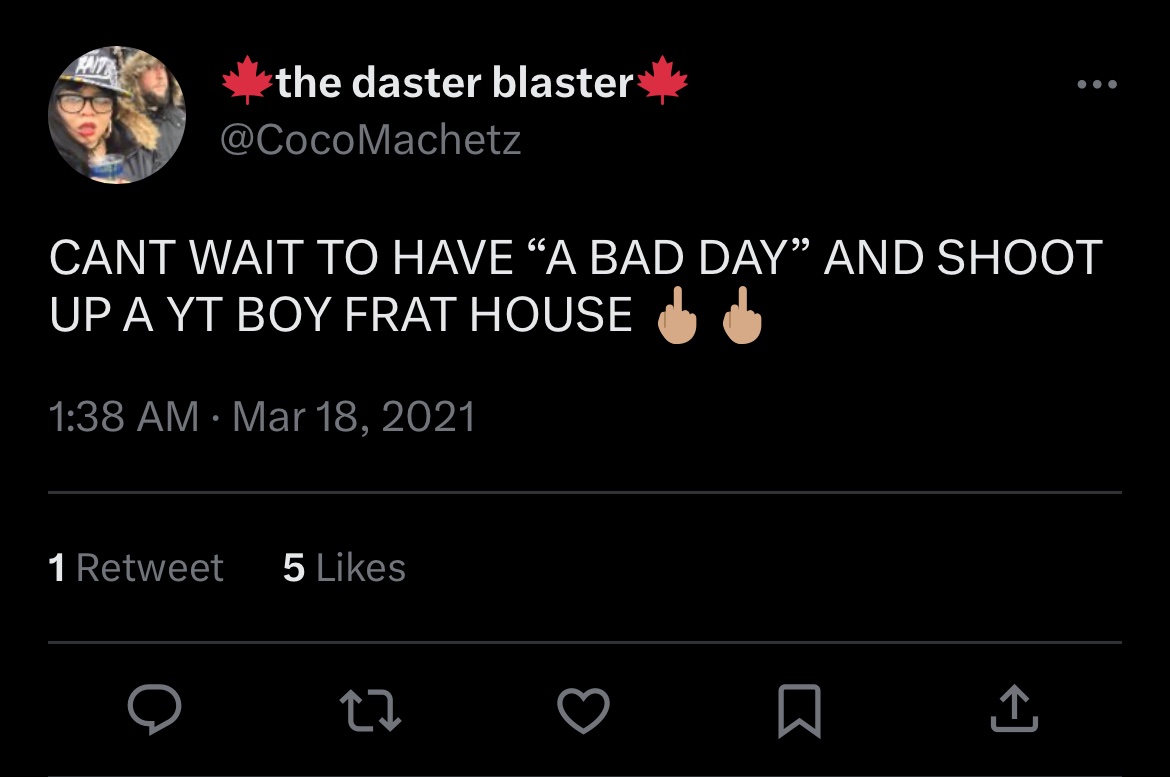 🍁the daster blaster🍁
@CocoMachetz
CANT WAIT TO HAVE “A BAD DAY” AND SHOOT
UP A YT BOY FRAT HOUSE 🖕🏼 🖕🏼
1:38 AM · Mar 18, 2021
1 Retweet 5 Likes